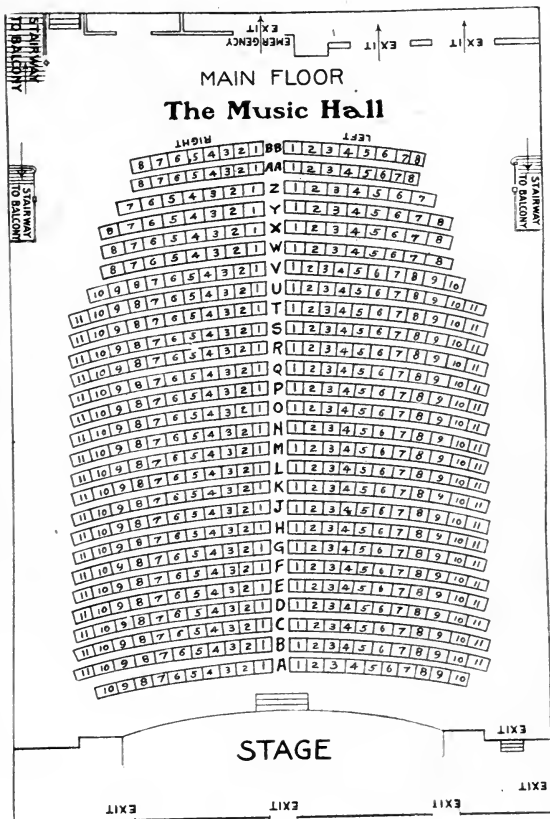 STAIRWAY
TO BALCONY
EMERGENCY
EXIT
EXIT
EXIT
MAIN FLOOR
The Music Hall
RIGHT
LEFT
STAIRWAY
TO BALCONY
STAIRWAY
TO BALCONY
8 7 6 5 4 3 2 1 BB 1 2 3 4 5 6 7 8
8 7 6 5 4 3 2 1 AA 1 2 3 4 5 6 7 8
7 6 5 4 3 2 1 Z 1 2 3 4 5 6 7
8 7 6 5 4 3 2 1 Y 1 2 3 4 5 6 7 8
8 7 6 5 4 3 2 1 X 1 2 3 4 5 6 7 8
8 7 6 5 4 3 2 1 W 1 2 3 4 5 6 7 8
10 9 8 7 6 5 4 3 2 1 V 1 2 3 4 5 6 7 8 9 10
11 10 9 8 7 6 5 4 3 2 1 U 1 2 3 4 5 6 7 8 9 10 11
11 10 9 8 7 6 5 4 3 2 1 T 1 2 3 4 5 6 7 8 9 10 11
11 10 9 8 7 6 5 4 3 2 1 S 1 2 3 4 5 6 7 8 9 10 11
11 10 9 8 7 6 5 4 3 2 1 R 1 2 3 4 5 6 7 8 9 10 11
11 10 9 8 7 6 5 4 3 2 1 Q 1 2 3 4 5 6 7 8 9 10 11
11 10 9 8 7 6 5 4 3 2 1 P 1 2 3 4 5 6 7 8 9 10 11
11 10 9 8 7 6 5 4 3 2 1 O 1 2 3 4 5 6 7 8 9 10 11
11 10 9 8 7 6 5 4 3 2 1 N 1 2 3 4 5 6 7 8 9 10 11
11 10 9 8 7 6 5 4 3 2 1 M 1 2 3 4 5 6 7 8 9 10 11
11 10 9 8 7 6 5 4 3 2 1 L 1 2 3 4 5 6 7 8 9 10 11
11 10 9 8 7 6 5 4 3 2 1 K 1 2 3 4 5 6 7 8 9 10 11
11 10 9 8 7 6 5 4 3 2 1 J 1 2 3 4 5 6 7 8 9 10 11
11 10 9 8 7 6 5 4 3 2 1 H 1 2 3 4 5 6 7 8 9 10 11
11 10 9 8 7 6 5 4 3 2 1 G 1 2 3 4 5 6 7 8 9 10 11
11 10 9 8 7 6 5 4 3 2 1 F 1 2 3 4 5 6 7 8 9 10 11
11 10 9 8 7 6 5 4 3 2 1 E 1 2 3 4 5 6 7 8 9 10 11
11 10 9 8 7 6 5 4 3 2 1 D 1 2 3 4 5 6 7 8 9 10 11
11 10 9 8 7 6 5 4 3 2 1 C 1 2 3 4 5 6 7 8 9 10 11
11 10 9 8 7 6 5 4 3 2 1 B 1 2 3 4 5 6 7 8 9 10 11
10 9 8 7 6 5 4 3 2 1 A 1 2 3 4 5 6 7 8 9 10
STAGE
EXIT
EXIT
EXIT
EXIT
EXIT